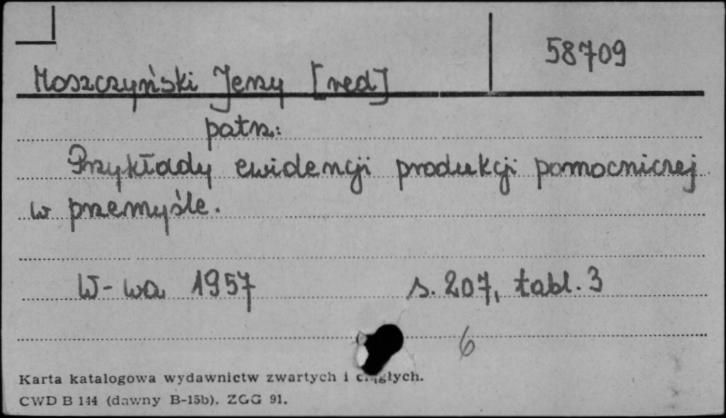 58709
Moszczyński Jerzy [red]
patrz:
Przykłady ewidencji produkcji pomocniczej
w przemyśle.
W-wa 1957 s. 207, tabl. 3
6
Karta katalogowa wydawnictw zwartych i ciągłych.
CWD B 144 (dawny B-15b). ZGG 91.